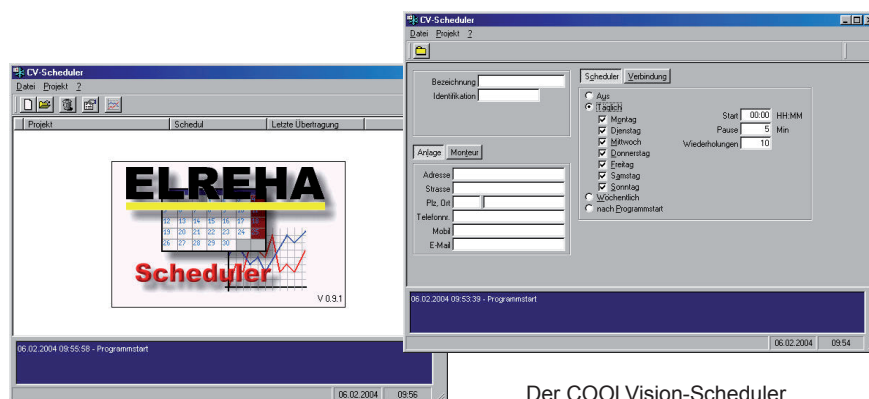 CV-Scheduler
Datei Projekt ?
Projekt Schedul Letzte Übertragung
ELREHA
12 13 14 15 16 17 18
19 20 21 22 23 24 25
26 27 28 29 30
Scheduler
V 0.9.1
06.02.2004 09:55:58 - Programmstart
06.02.2004 09:56
CV-Scheduler
Datei Projekt ?
Bezeichnung
Identifikation
Anlage Monteur
Adresse
Strasse
Plz, Ort
Telefonnr.
Mobil
E-Mail
Scheduler Verbindung
Aus
Täglich
Montag
Dienstag
Mittwoch
Donnerstag
Freitag
Samstag
Sonntag
Wöchentlich
nach Programmstart
Start 00:00 HH:MM
Pause 5 Min
Wiederholungen 10
06.02.2004 09:53:39 - Programmstart
06.02.2004 09:54
Der COOLVision-Scheduler